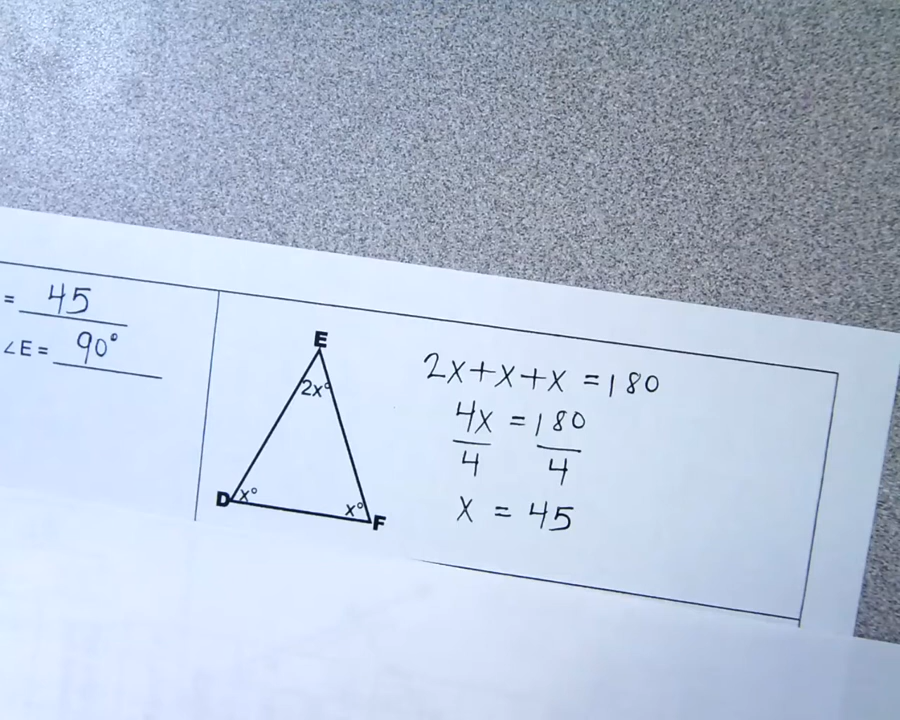 = 45
∠E = 90°
E
2x°
D x°
x° F
2x+x+x = 180
4x = 180
4 4
x = 45